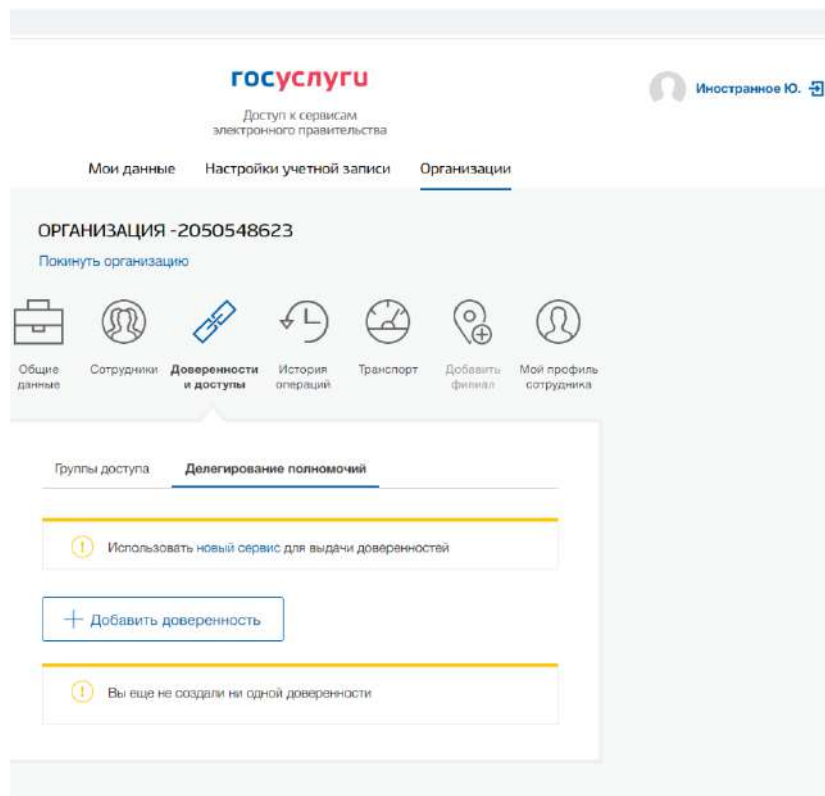 госуслуги
Иностранное Ю.
Доступ к сервисам
электронного правительства
Мои данные Настройки учетной записи Организации
ОРГАНИЗАЦИЯ -2050548623
Покинуть организацию
Общие данные
Сотрудники
Доверенности и доступы
История операций
Транспорт
Добавить филиал
Мой профиль сотрудника
Группы доступа Делегирование полномочий
Использовать новый сервис для выдачи доверенностей
Добавить доверенность
Вы еще не создали ни одной доверенности